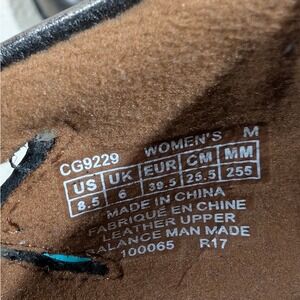 CG9229 WOMEN'S M
US UK EUR CM MM
8.5 6 39.5 25.5 255
MADE IN CHINA
FABRIQUÉ EN CHINE
LEATHER UPPER
BALANCE MAN MADE
100065 R17